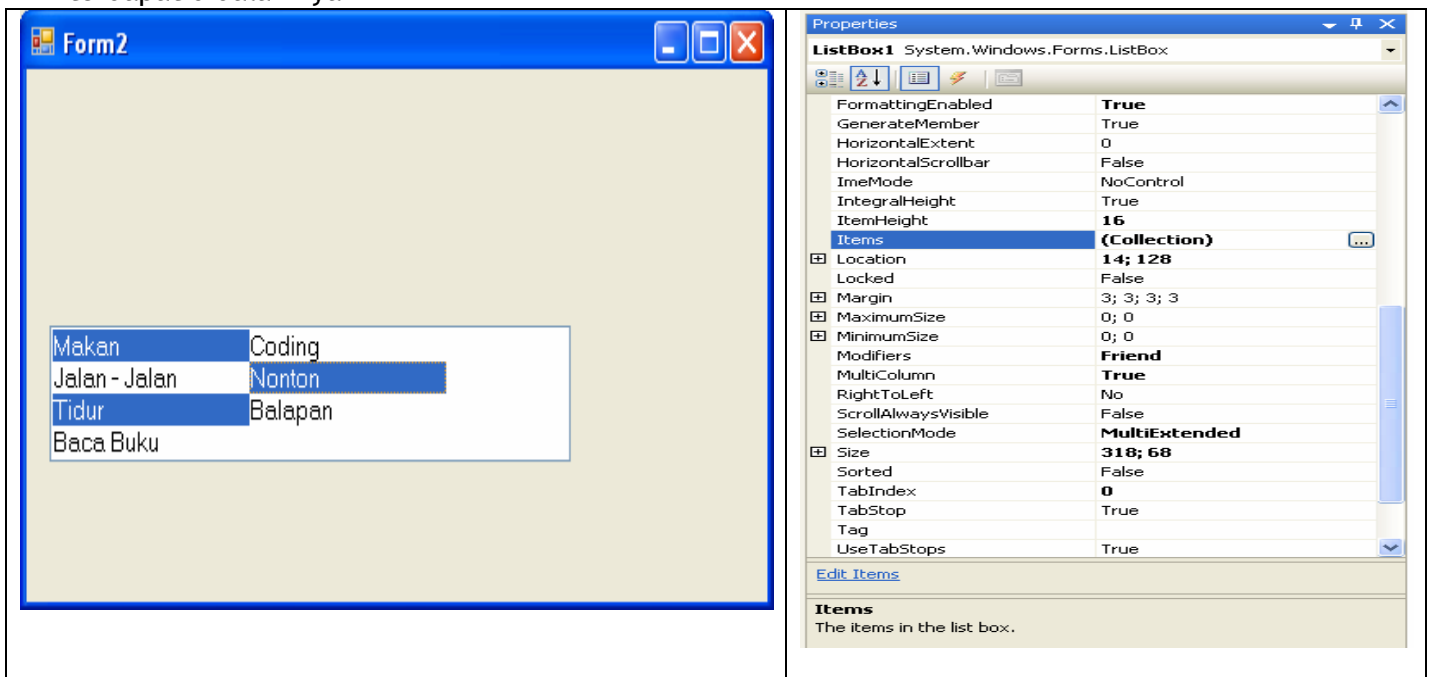 Form2
Makan Coding
Jalan - Jalan Nonton
Tidur Balapan
Baca Buku
Properties
ListBox1 System.Windows.Forms.ListBox
FormattingEnabled True
GenerateMember True
HorizontalExtent 0
HorizontalScrollbar False
ImeMode NoControl
IntegralHeight True
ItemHeight 16
Items (Collection) ...
Location 14; 128
Locked False
Margin 3; 3; 3; 3
MaximumSize 0; 0
MinimumSize 0; 0
Modifiers Friend
MultiColumn True
RightToLeft No
ScrollAlwaysVisible False
SelectionMode MultiExtended
Size 318; 68
Sorted False
TabIndex 0
TabStop True
Tag
UseTabStops True
Edit Items
Items
The items in the list box.